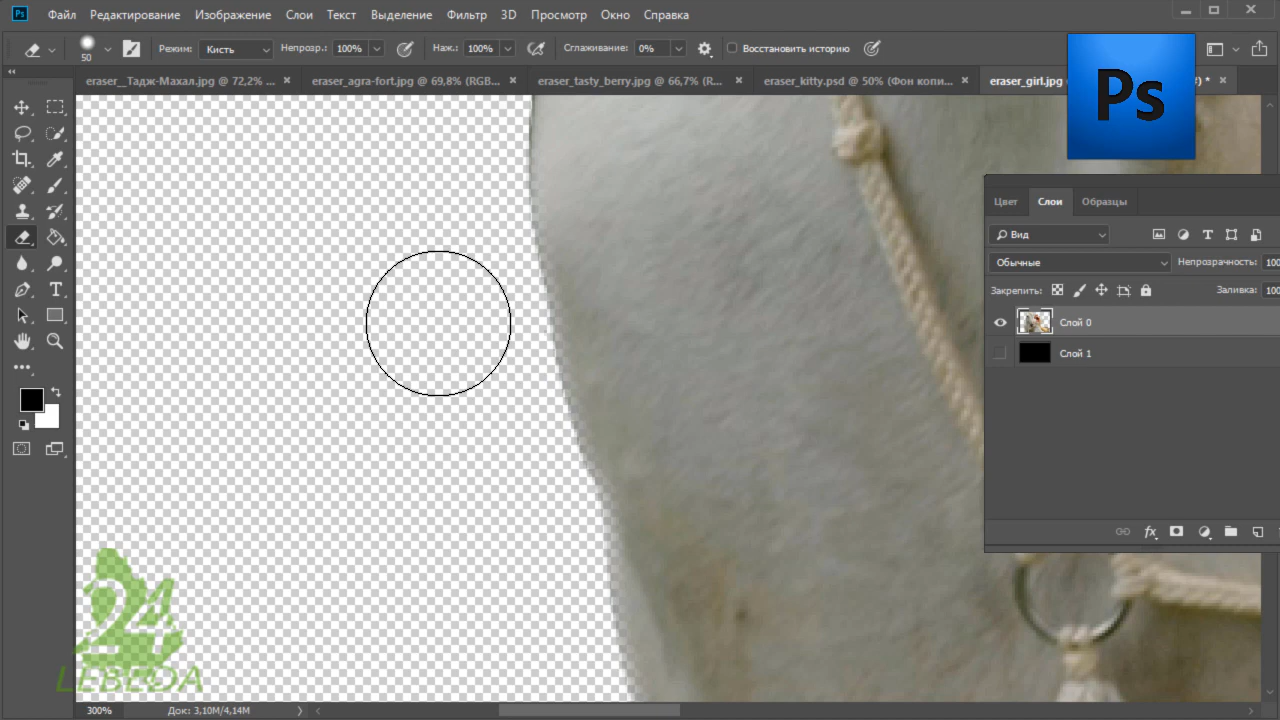 Ps Файл Редактирование Изображение Слои Текст Выделение Фильтр 3D Просмотр Окно Справка
50 Режим: Кисть Непрозр.: 100% Наж.: 100% Сглаживание: 0% Восстановить историю
eraser__Тадж-Махал.jpg @ 72,2% ... × eraser_agra-fort.jpg @ 69,8% (RGB... × eraser_tasty_berry.jpg @ 66,7% (R... × eraser_kitty.psd @ 50% (Фон копи... × eraser_girl.jpg * ×
Ps
Цвет Слои Образцы
Вид
Обычные Непрозрачность: 100
Закрепить: Заливка: 100
Слой 0
Слой 1
fx
24
LEBEDA
300% Док: 3,10M/4,14M